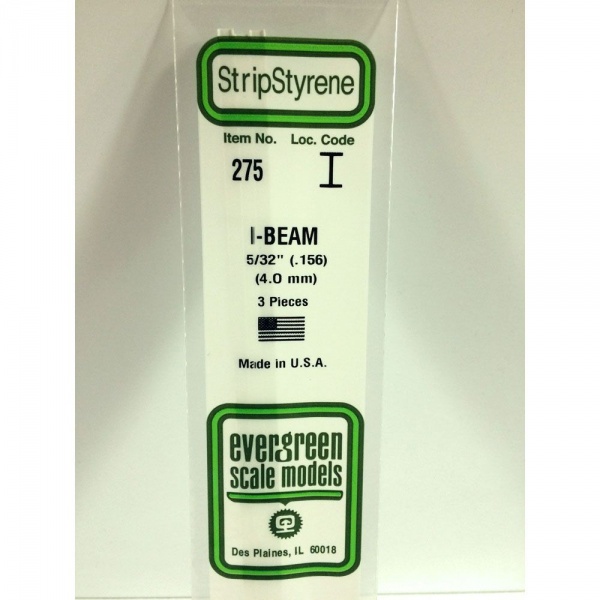 StripStyrene
Item No. Loc. Code
275 I
I-BEAM
5/32" (.156)
(4.0 mm)
3 Pieces
Made in U.S.A.
evergreen
scale models
Des Plaines, IL 60018